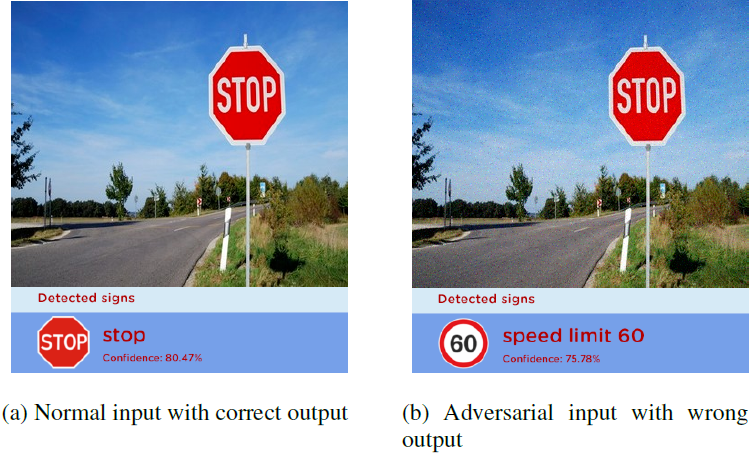 STOP
Detected signs
STOP
stop
Confidence: 80.47%
(a) Normal input with correct output
STOP
Detected signs
60
speed limit 60
Confidence: 75.78%
(b) Adversarial input with wrong
output